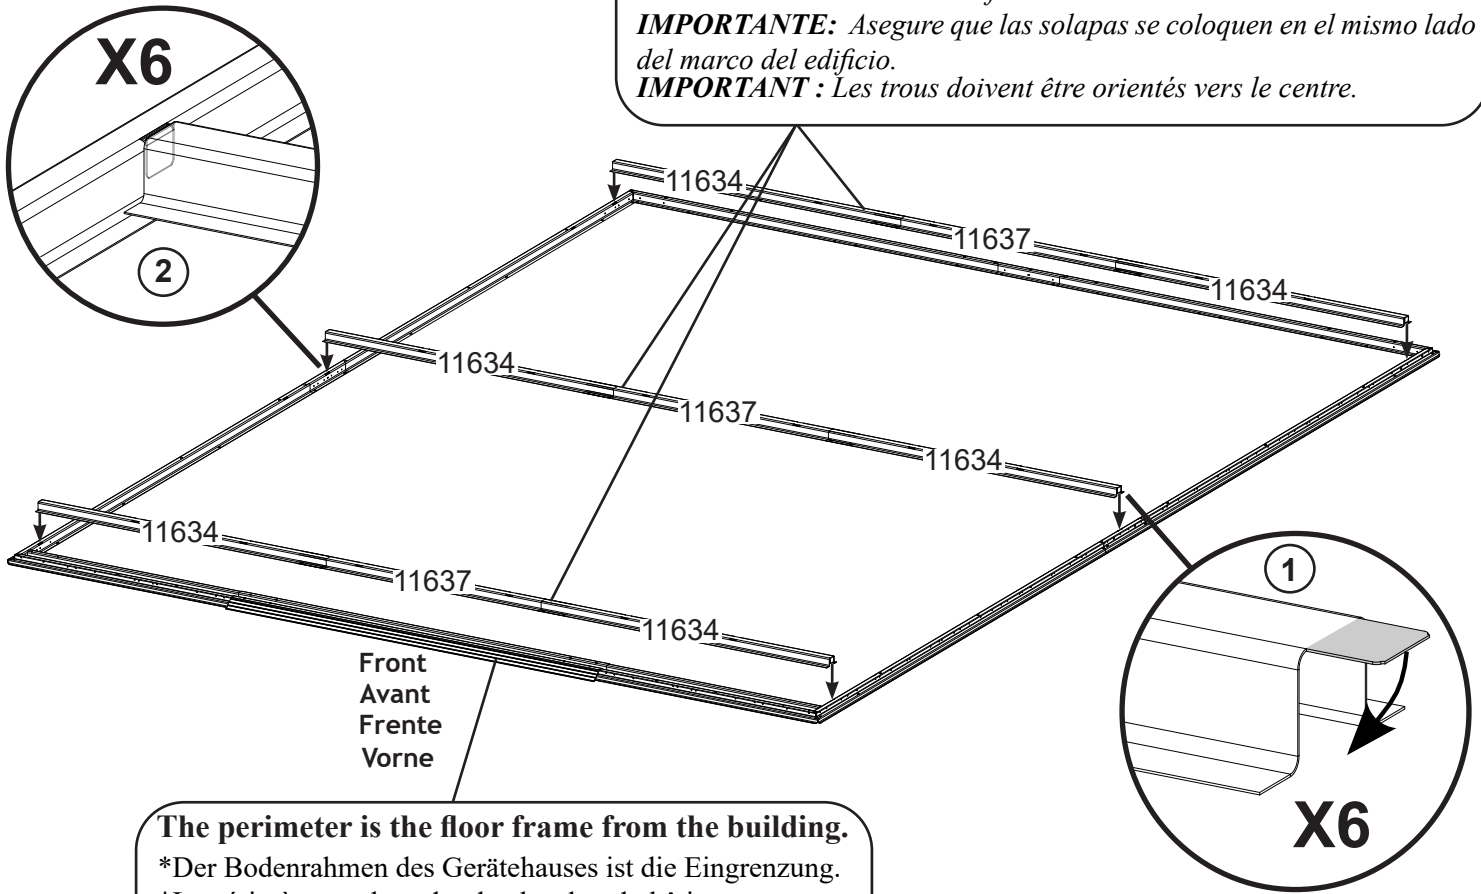 IMPORTANTE: Asegure que las solapas se coloquen en el mismo lado
del marco del edificio.
IMPORTANT : Les trous doivent être orientés vers le centre.
X6
2
11634
11637
11634
11634
11637
11634
11634
11637
11634
1
X6
Front
Avant
Frente
Vorne
The perimeter is the floor frame from the building.
*Der Bodenrahmen des Gerätehauses ist die Eingrenzung.